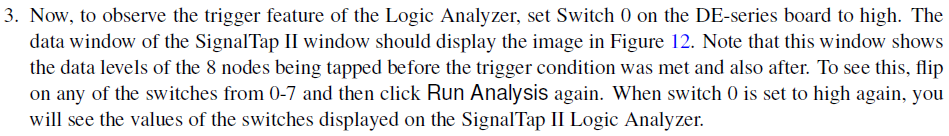 3. Now, to observe the trigger feature of the Logic Analyzer, set Switch 0 on the DE-series board to high. The
data window of the SignalTap II window should display the image in Figure 12. Note that this window shows
the data levels of the 8 nodes being tapped before the trigger condition was met and also after. To see this, flip
on any of the switches from 0-7 and then click Run Analysis again. When switch 0 is set to high again, you
will see the values of the switches displayed on the SignalTap II Logic Analyzer.